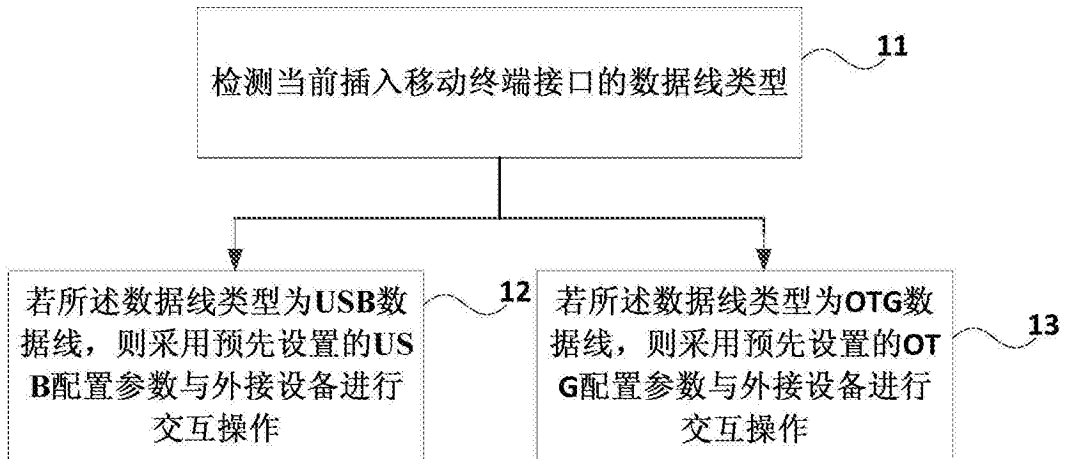 检测当前插入移动终端接口的数据线类型
11
若所述数据线类型为USB数
据线，则采用预先设置的US
B配置参数与外接设备进行
交互操作
12
若所述数据线类型为OTG数
据线，则采用预先设置的OT
G配置参数与外接设备进行
交互操作
13